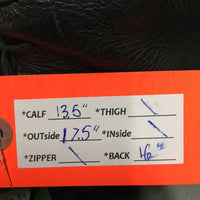 *CALF 13.5" *THIGH /
*OUTside 17.5" *INside /
*ZIPPER / *BACK 16"